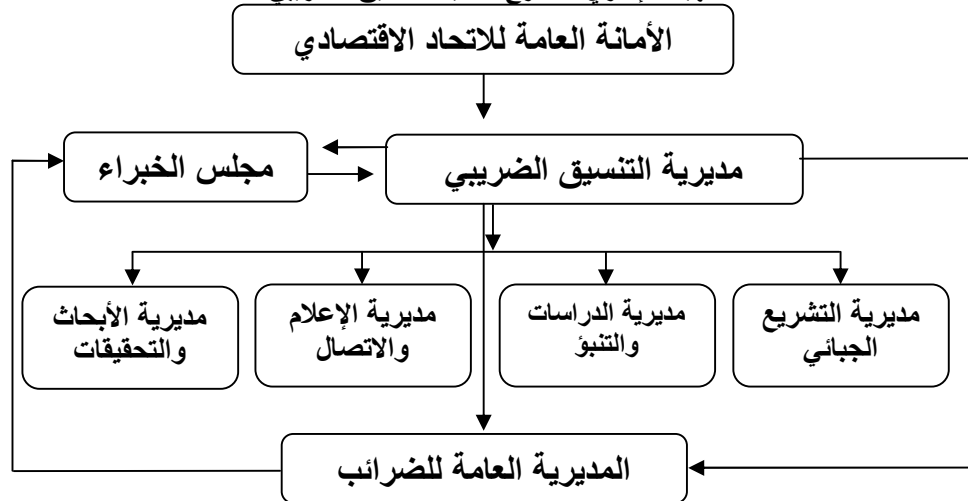 الأمانة العامة للاتحاد الاقتصادي
مجلس الخبراء
مديرية التنسيق الضريبي
مديرية التشريع
الجبائي
مديرية الدراسات
والتنبؤ
مديرية الإعلام
والاتصال
مديرية الأبحاث
والتحقيقات
المديرية العامة للضرائب